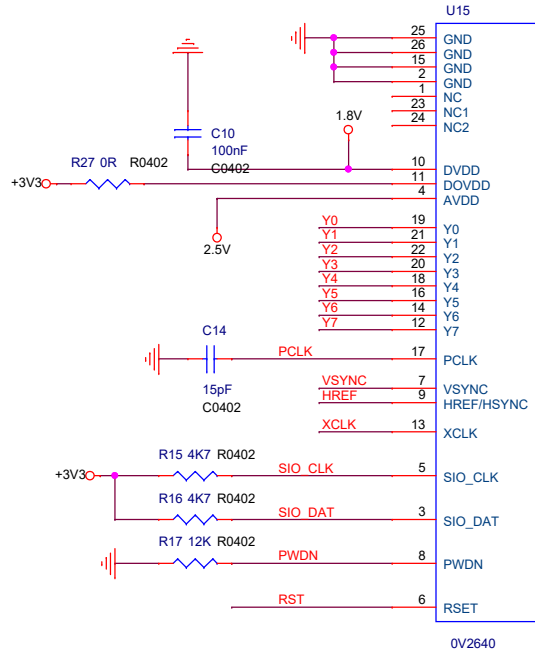 U15
25 GND
26 GND
15 GND
2 GND
1 NC
23 NC1
24 NC2
C10
100nF
C0402
1.8V
R27 0R R0402
+3V3
10 DVDD
11 DOVDD
4 AVDD
2.5V
Y0 19 Y0
Y1 21 Y1
Y2 22 Y2
Y3 20 Y3
Y4 18 Y4
Y5 16 Y5
Y6 14 Y6
Y7 12 Y7
C14
15pF
C0402
PCLK 17 PCLK
VSYNC 7 VSYNC
HREF 9 HREF/HSYNC
XCLK 13 XCLK
+3V3
R15 4K7 R0402 SIO_CLK 5 SIO_CLK
R16 4K7 R0402 SIO_DAT 3 SIO_DAT
R17 12K R0402 PWDN 8 PWDN
RST 6 RSET
0V2640